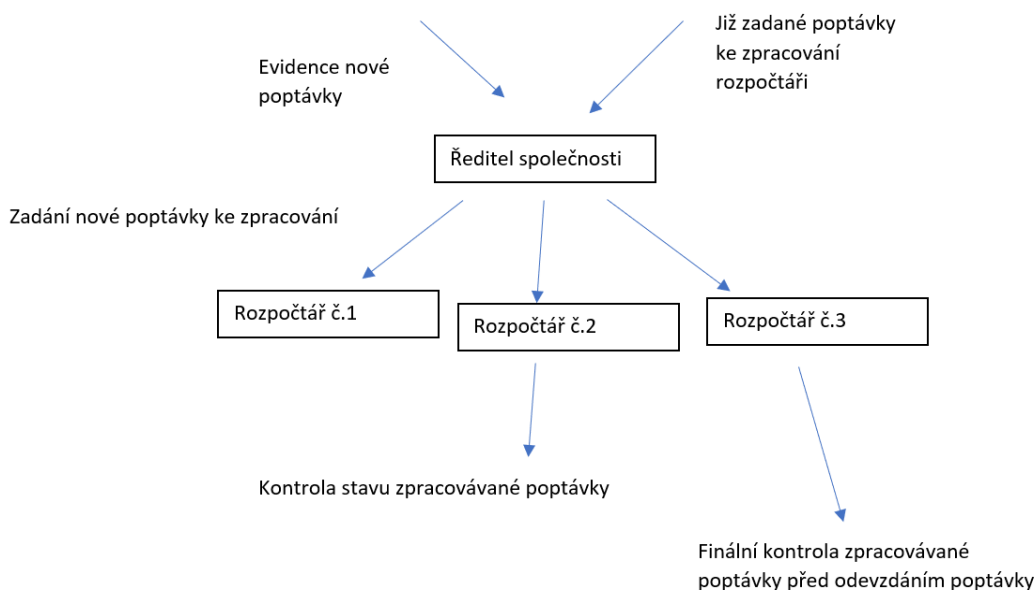 Již zadané poptávky
ke zpracování
rozpočtáři
Evidence nové
poptávky
Ředitel společnosti
Zadání nové poptávky ke zpracování
Rozpočtář č.1
Rozpočtář č.2
Rozpočtář č.3
Kontrola stavu zpracovávané poptávky
Finální kontrola zpracovávané
poptávky před odevzdáním poptávky